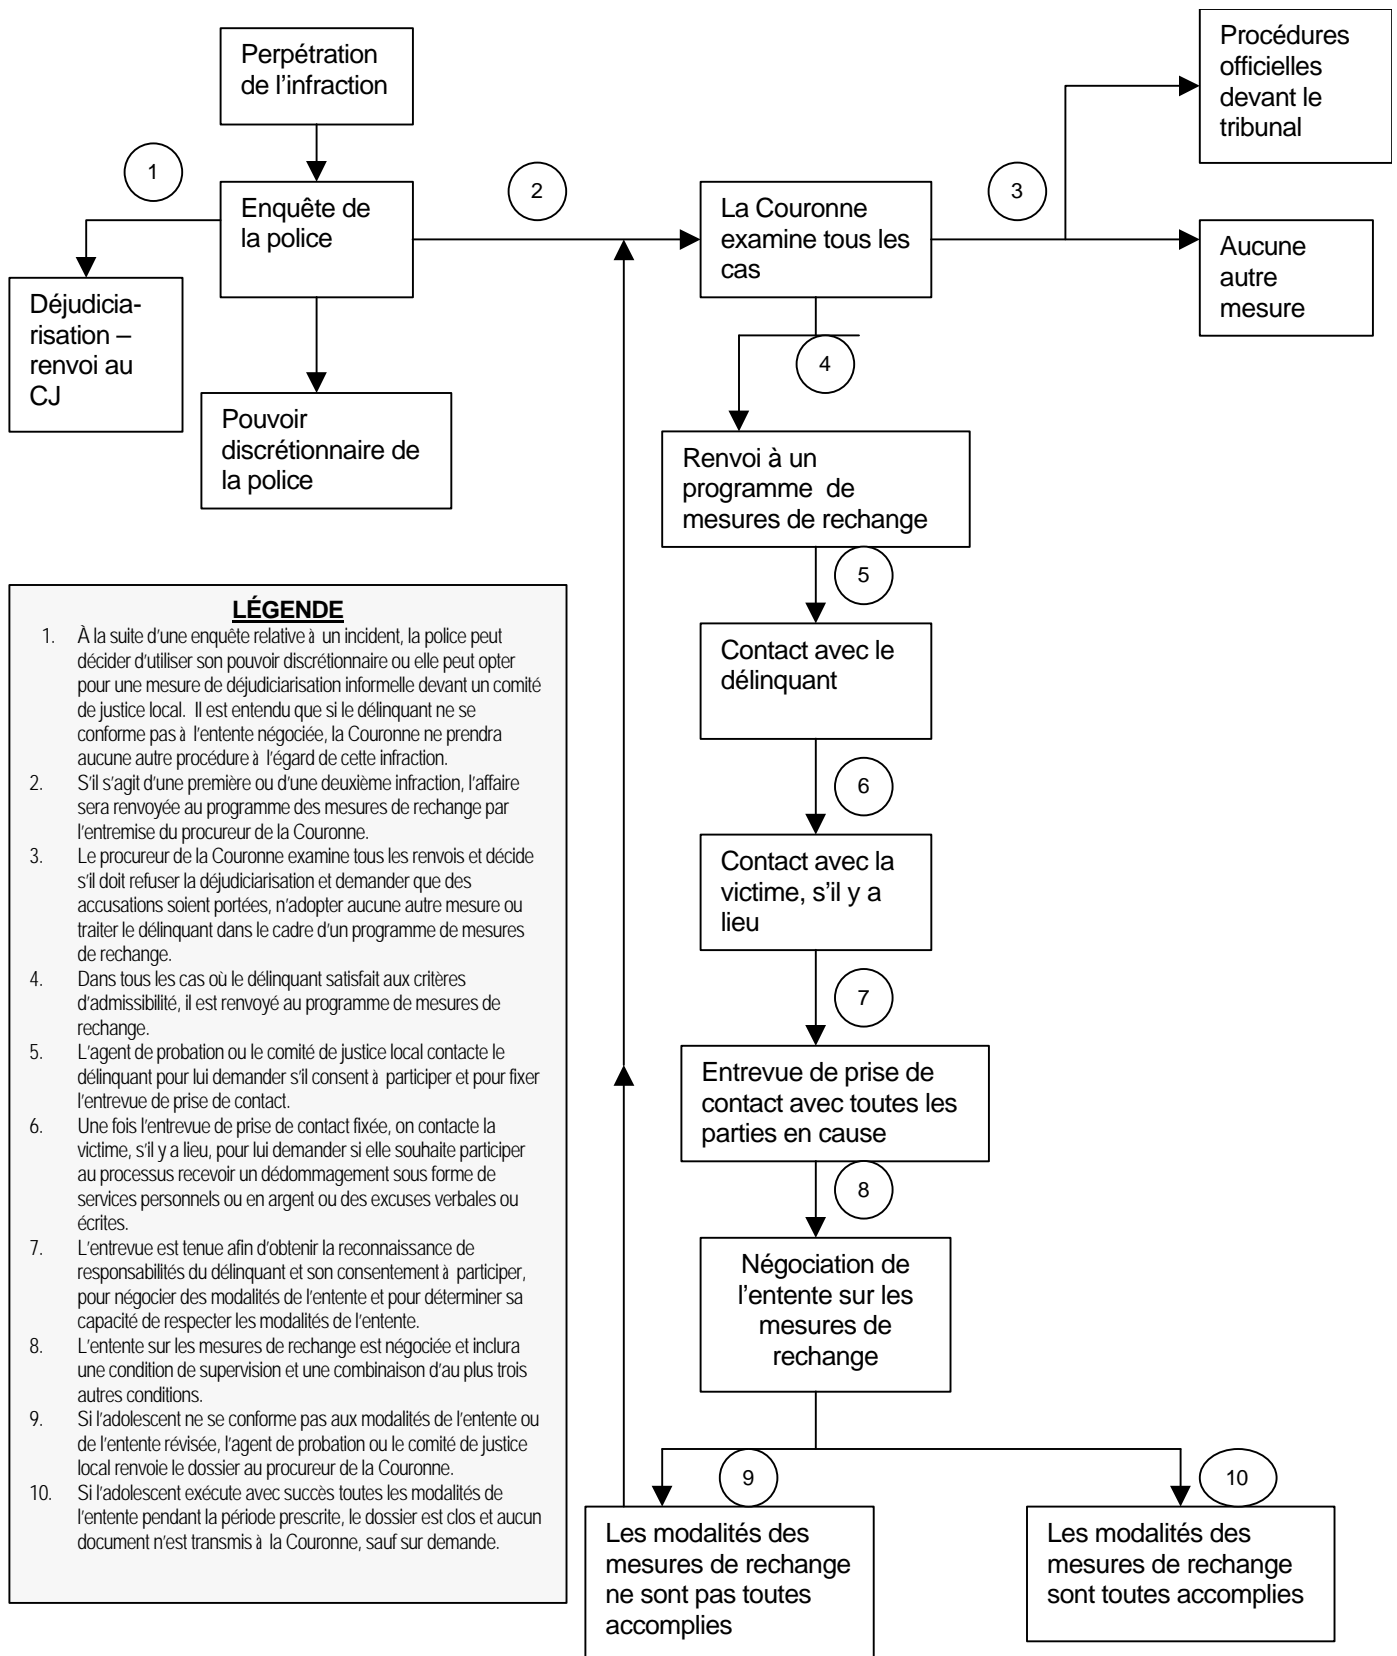 Perpétration
de l'infraction
Procédures
officielles
devant le
tribunal
1
Enquête de
la police
2
La Couronne
examine tous les
cas
3
Aucune
autre
mesure
Déjudicia-
risation –
renvoi au
CJ
Pouvoir
discrétionnaire de
la police
4
Renvoi à un
programme de
mesures de rechange
5
Contact avec le
délinquant
6
Contact avec la
victime, s'il y a
lieu
7
Entrevue de prise de
contact avec toutes les
parties en cause
8
Négociation de
l'entente sur les
mesures de
rechange
9
10
Les modalités des
mesures de rechange
ne sont pas toutes
accomplies
Les modalités des
mesures de rechange
sont toutes accomplies
LÉGENDE
1. À la suite d'une enquête relative à un incident, la police peut
décider d'utiliser son pouvoir discrétionnaire ou elle peut opter
pour une mesure de déjudiciarisation informelle devant un comité
de justice local. Il est entendu que si le délinquant ne se
conforme pas à l'entente négociée, la Couronne ne prendra
aucune autre procédure à l'égard de cette infraction.
2. S'il s'agit d'une première ou d'une deuxième infraction, l'affaire
sera renvoyée au programme des mesures de rechange par
l'entremise du procureur de la Couronne.
3. Le procureur de la Couronne examine tous les renvois et décide
s'il doit refuser la déjudiciarisation et demander que des
accusations soient portées, n'adopter aucune autre mesure ou
traiter le délinquant dans le cadre d'un programme de mesures
de rechange.
4. Dans tous les cas où le délinquant satisfait aux critères
d'admissibilité, il est renvoyé au programme de mesures de
rechange.
5. L'agent de probation ou le comité de justice local contacte le
délinquant pour lui demander s'il consent à participer et pour fixer
l'entrevue de prise de contact.
6. Une fois l'entrevue de prise de contact fixée, on contacte la
victime, s'il y a lieu, pour lui demander si elle souhaite participer
au processus recevoir un dédommagement sous forme de
services personnels ou en argent ou des excuses verbales ou
écrites.
7. L'entrevue est tenue afin d'obtenir la reconnaissance de
responsabilités du délinquant et son consentement à participer,
pour négocier des modalités de l'entente et pour déterminer sa
capacité de respecter les modalités de l'entente.
8. L'entente sur les mesures de rechange est négociée et inclura
une condition de supervision et une combinaison d'au plus trois
autres conditions.
9. Si l'adolescent ne se conforme pas aux modalités de l'entente ou
de l'entente révisée, l'agent de probation ou le comité de justice
local renvoie le dossier au procureur de la Couronne.
10. Si l'adolescent exécute avec succès toutes les modalités de
l'entente pendant la période prescrite, le dossier est clos et aucun
document n'est transmis à la Couronne, sauf sur demande.